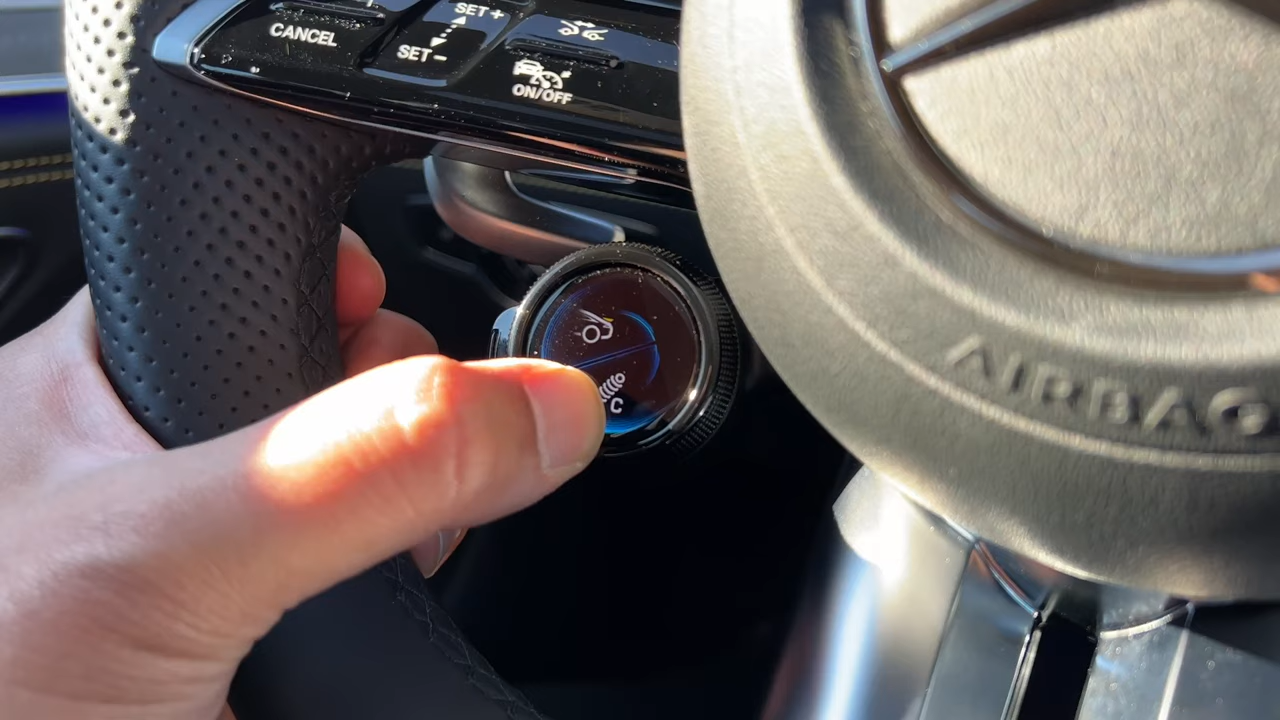 CANCEL
SET +
SET -
ON/OFF
C
AIRBAG